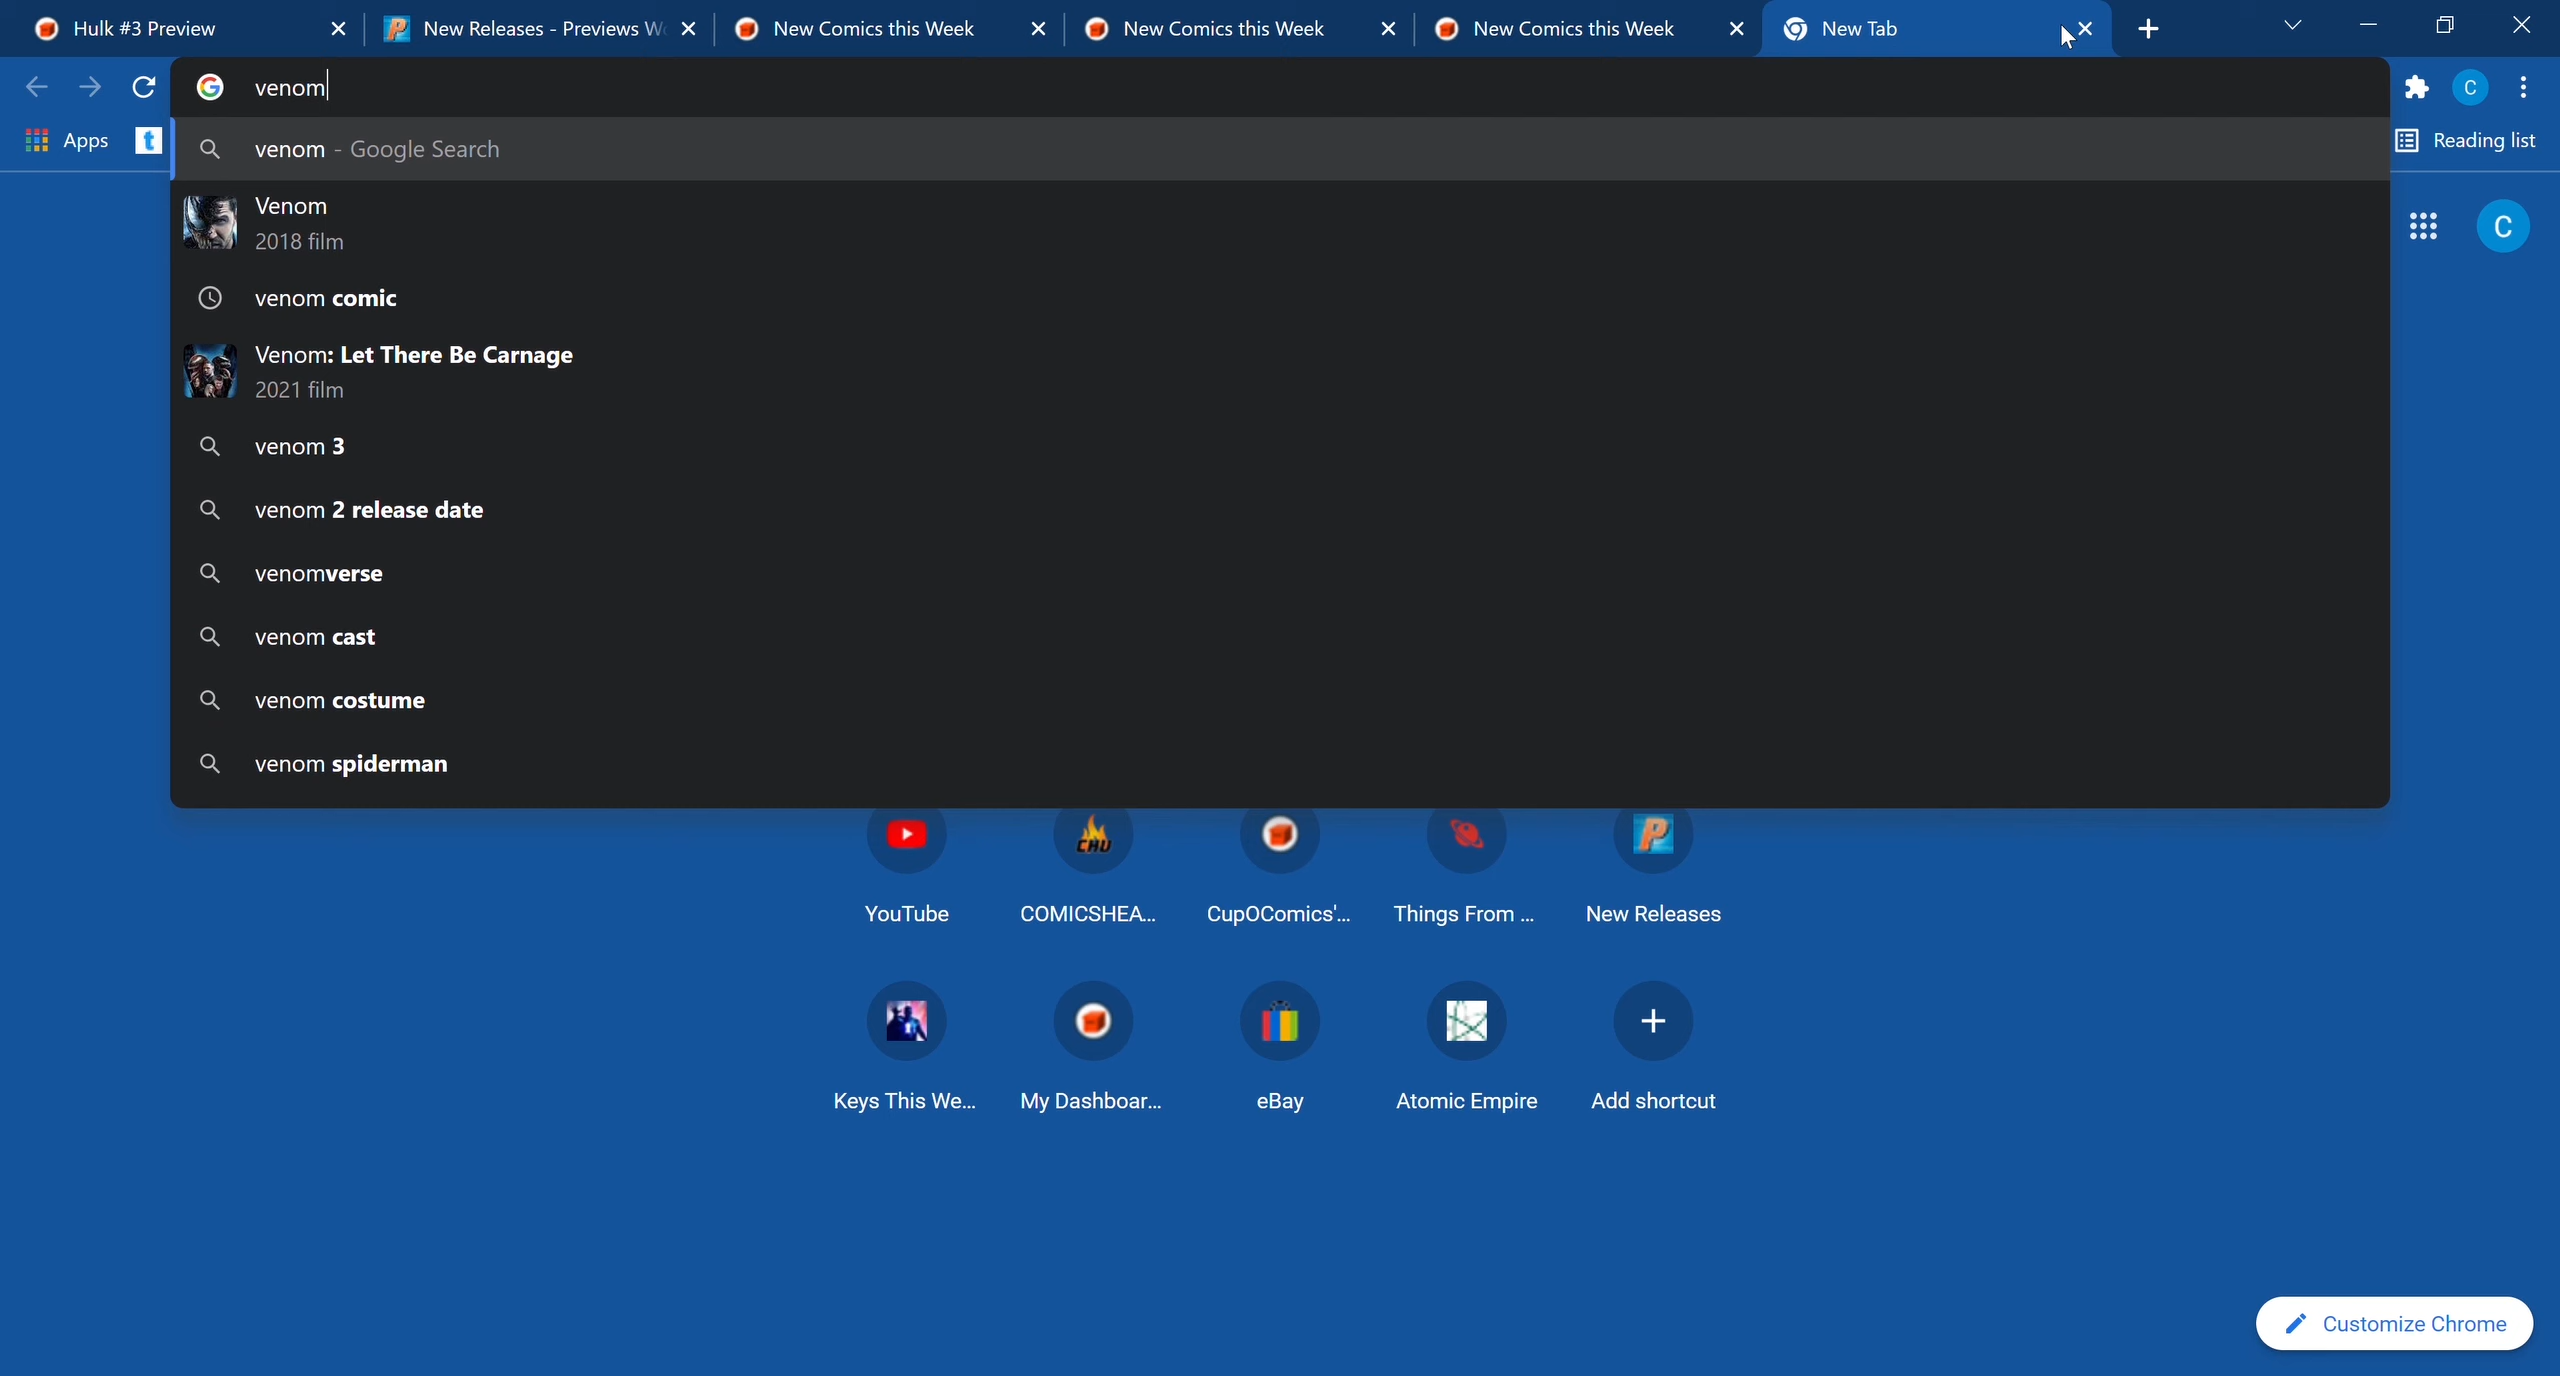 Hulk #3 Preview
New Releases - Previews Wo
New Comics this Week
New Comics this Week
New Comics this Week
New Tab
venom
C
Apps
t
Reading list
venom - Google Search
Venom
2018 film
C
venom comic
Venom: Let There Be Carnage
2021 film
venom 3
venom 2 release date
venomverse
venom cast
venom costume
venom spiderman
CHU
P
YouTube
COMICSHEA...
CupOComics'...
Things From ...
New Releases
Keys This We...
My Dashboar...
eBay
Atomic Empire
Add shortcut
Customize Chrome